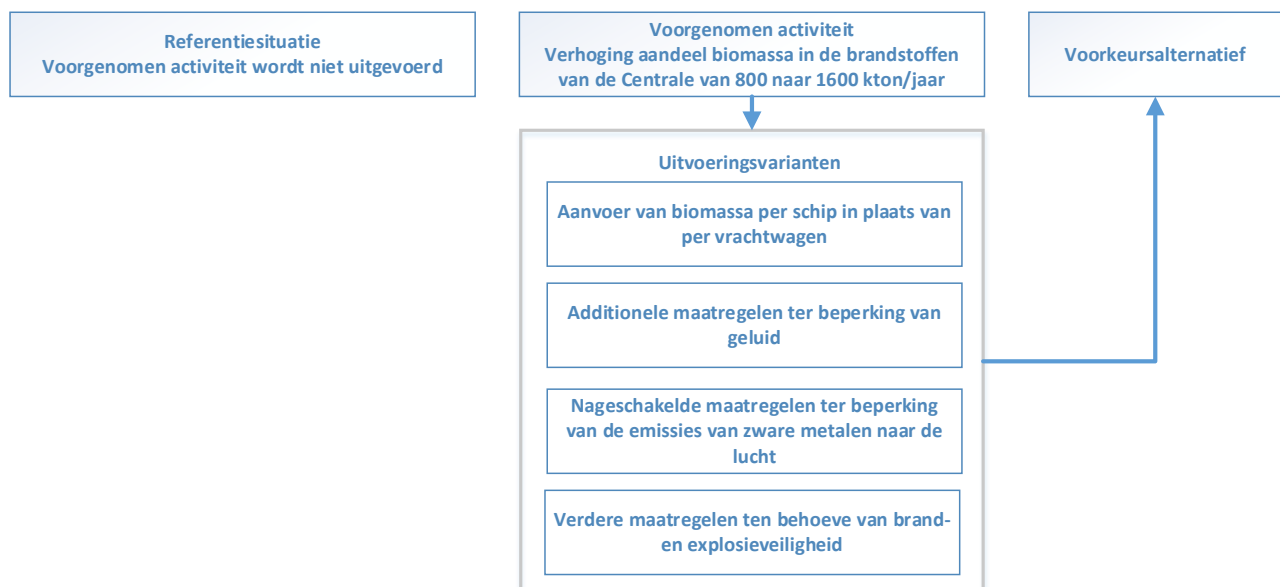 Referentiesituatie
Voorgenomen activiteit wordt niet uitgevoerd
Voorgenomen activiteit
Verhoging aandeel biomassa in de brandstoffen
van de Centrale van 800 naar 1600 kton/jaar
Voorkeursalternatief
Uitvoeringsvarianten
Aanvoer van biomassa per schip in plaats van
per vrachtwagen
Additionele maatregelen ter beperking van
geluid
Nageschakelde maatregelen ter beperking
van de emissies van zware metalen naar de
lucht
Verdere maatregelen ten behoeve van brand-
en explosieveiligheid